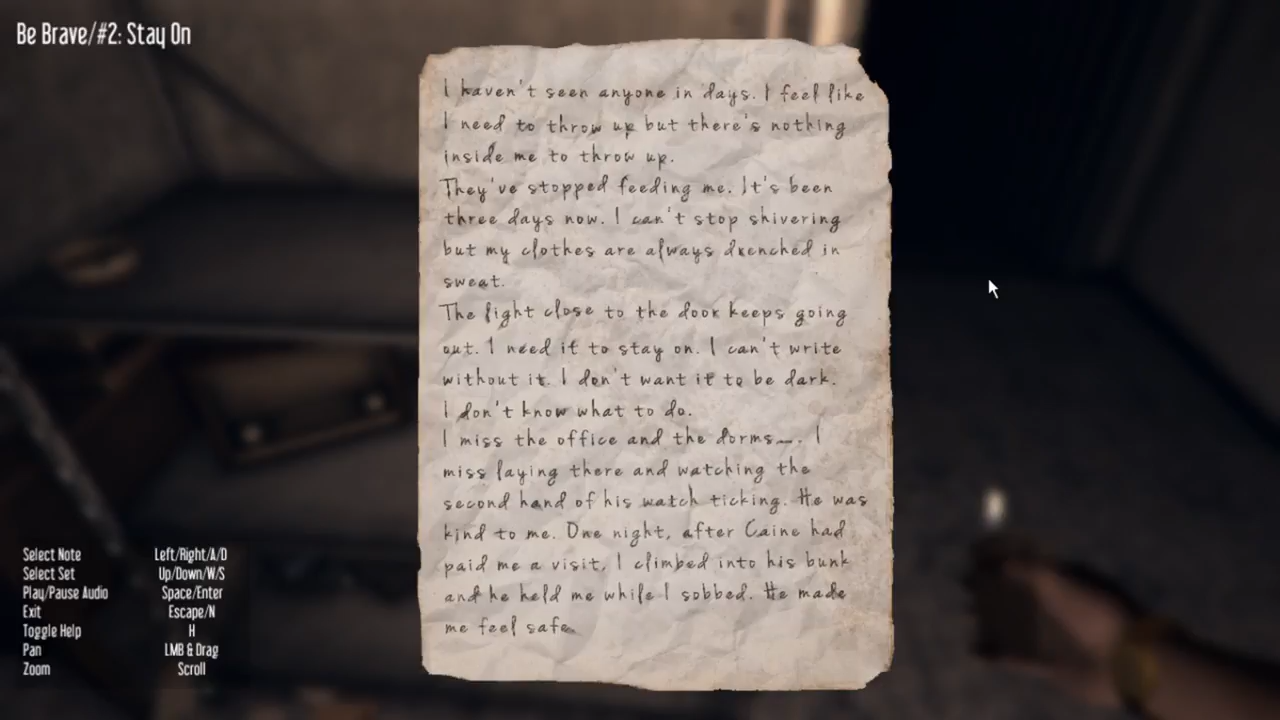 Be Brave/#2: Stay On
I haven't seen anyone in days. I feel like
I need to throw up but there's nothing
inside me to throw up.
They've stopped feeding me. It's been
three days now. I can't stop shivering
but my clothes are always drenched in
sweat.
The light close to the door keeps going
out. I need it to stay on. I can't write
without it. I don't want it to be dark.
I don't know what to do.
I miss the office and the dorms.... I
miss laying there and watching the
second hand of his watch ticking. He was
kind to me. One night, after Caine had
paid me a visit, I climbed into his bunk
and he held me while I sobbed. He made
me feel safe.
Select Note Left/Right/A/D
Select Set Up/Down/W/S
Play/Pause Audio Space/Enter
Exit Escape/N
Toggle Help H
Pan LMB & Drag
Zoom Scroll